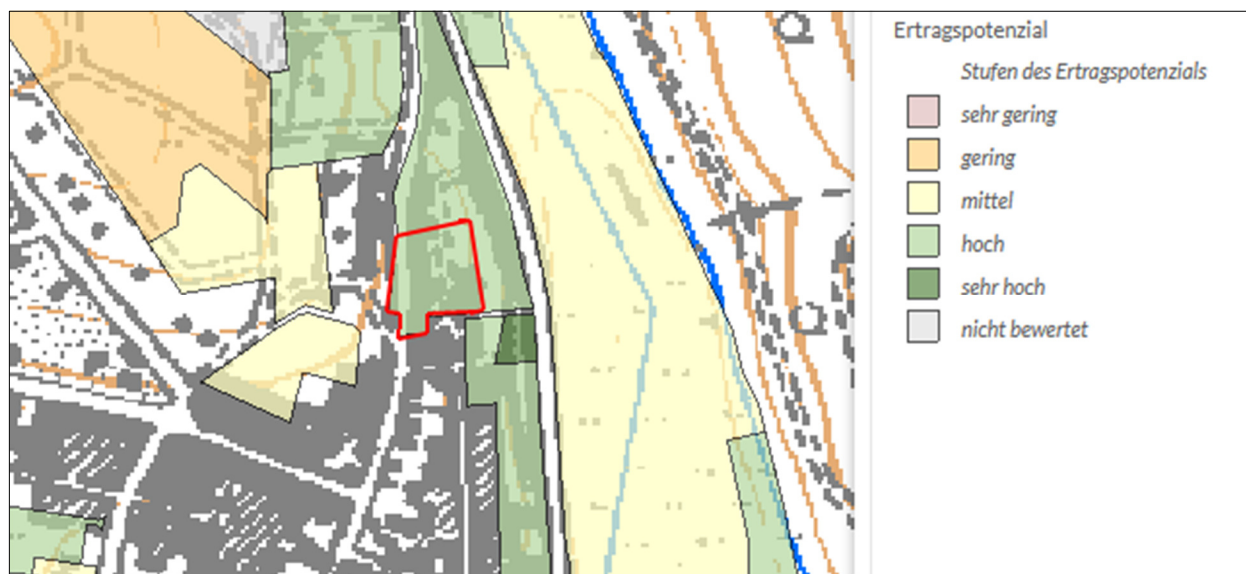 Ertragspotenzial
Stufen des Ertragspotenzials
sehr gering
gering
mittel
hoch
sehr hoch
nicht bewertet